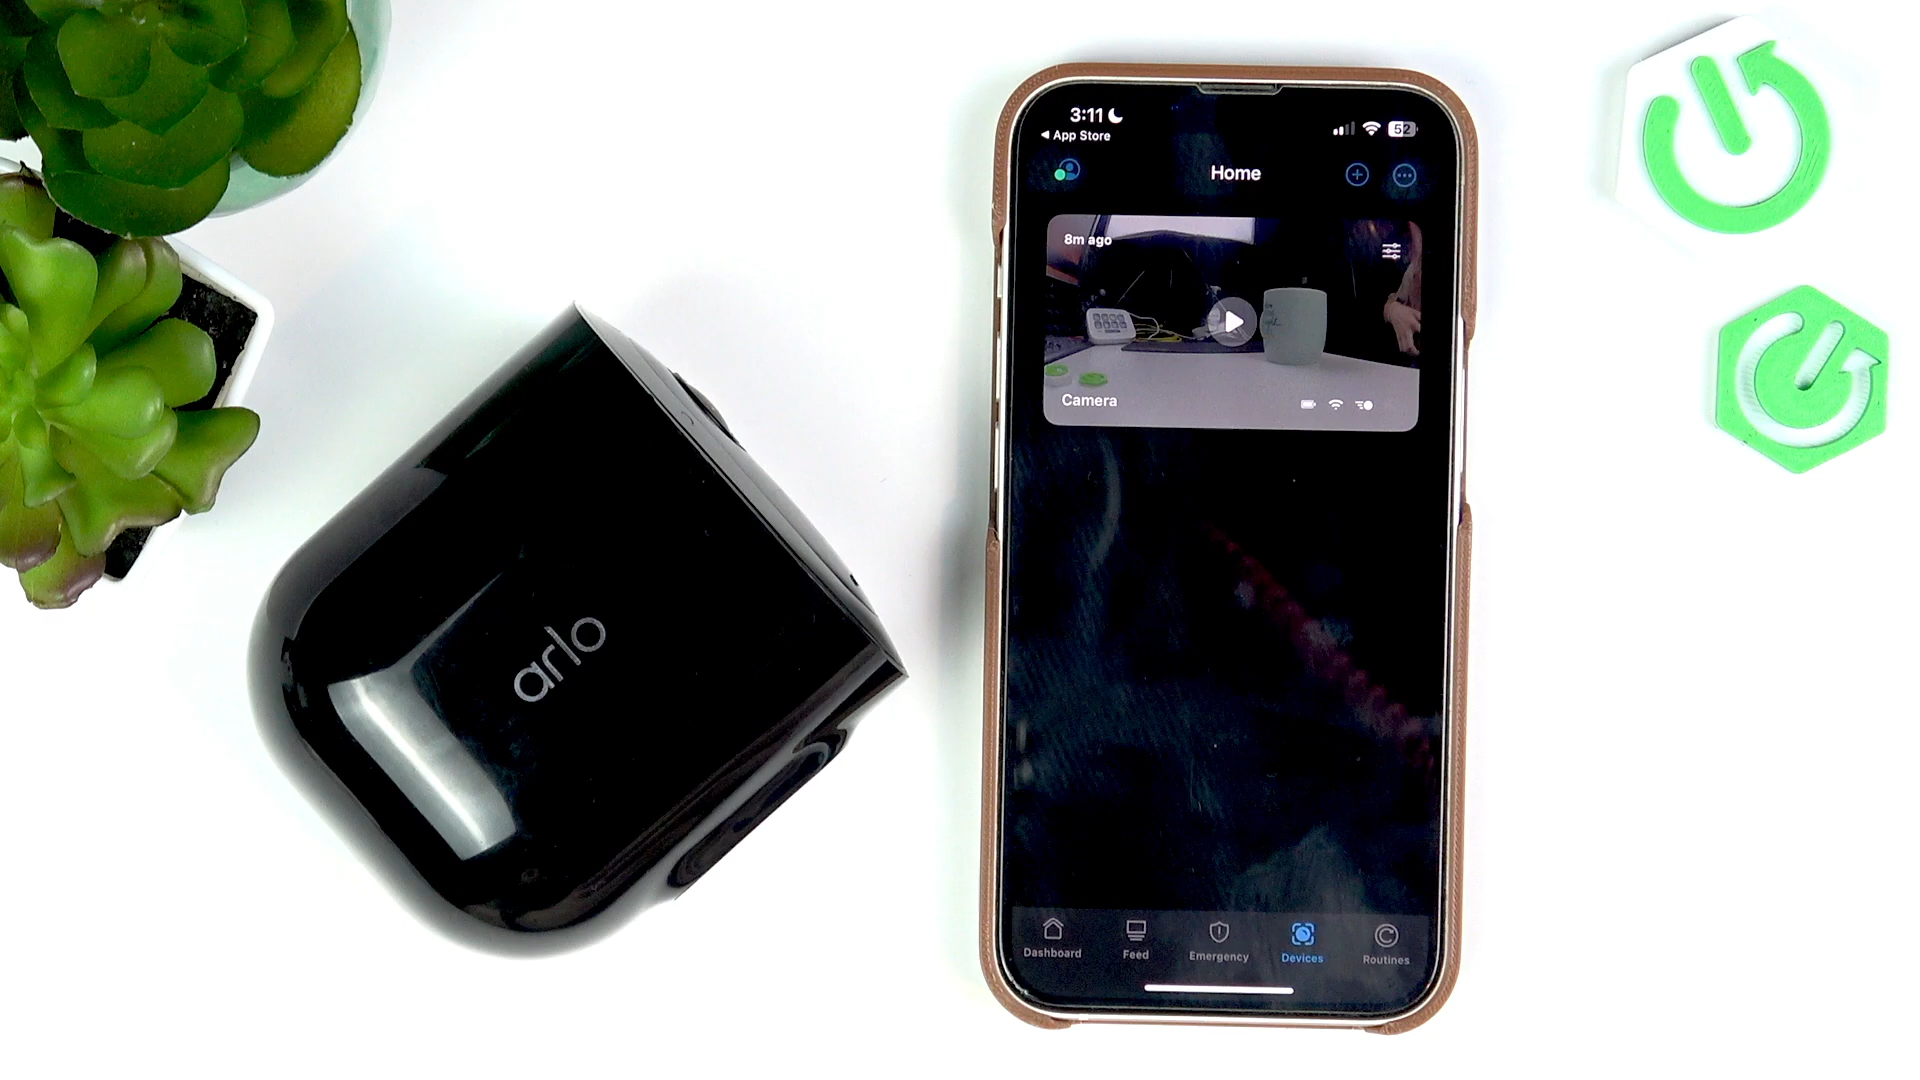 arlo
3:11
App Store
52
Home
8m ago
Camera
Dashboard
Feed
Emergency
Devices
Routines